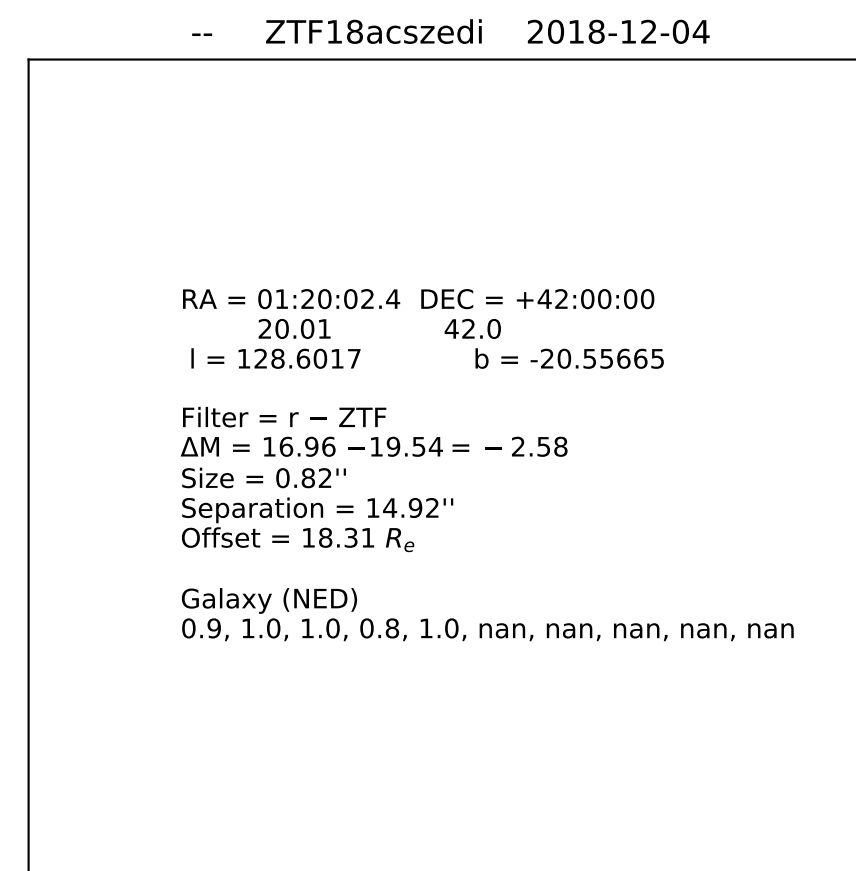 -- ZTF18acszedi 2018-12-04
RA = 01:20:02.4 DEC = +42:00:00
20.01 42.0
l = 128.6017 b = -20.55665
Filter = r − ZTF
ΔM = 16.96 −19.54 = − 2.58
Size = 0.82''
Separation = 14.92''
Offset = 18.31 Re
Galaxy (NED)
0.9, 1.0, 1.0, 0.8, 1.0, nan, nan, nan, nan, nan